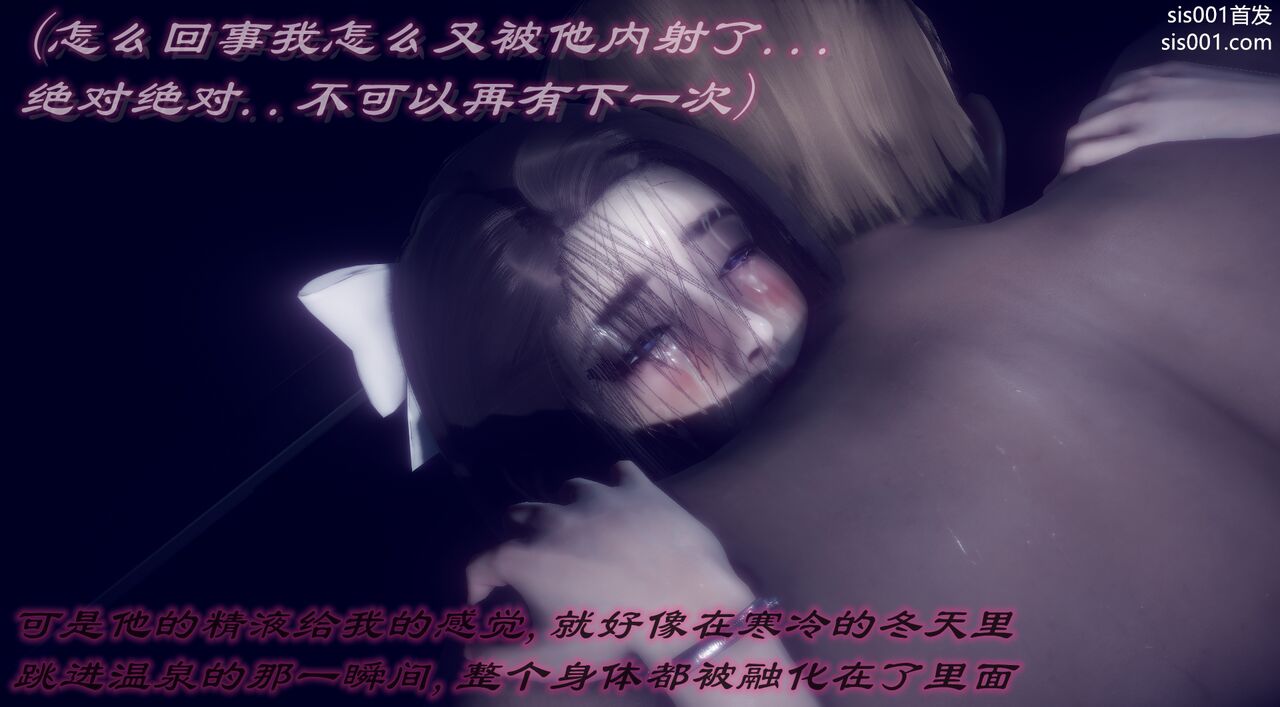 sis001首发
sis001.com
(怎么回事我怎么又被他内射了...
绝对绝对..不可以再有下一次)
可是他的精液给我的感觉,就好像在寒冷的冬天里
跳进温泉的那一瞬间,整个身体都被融化在了里面